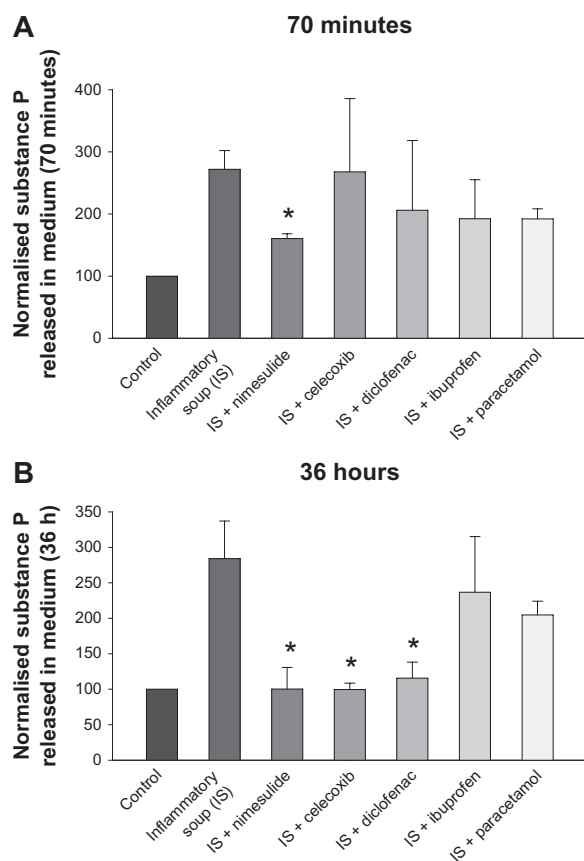 A
70 minutes
Normalised substance P
released in medium (70 minutes)
400
300
200
100
0
*
Control
Inflammatory
soup (IS)
IS + nimesulide
IS + celecoxib
IS + diclofenac
IS + ibuprofen
IS + paracetamol
B
36 hours
Normalised substance P
released in medium (36 h)
350
300
250
200
150
100
50
0
*
*
*
Control
Inflammatory
soup (IS)
IS + nimesulide
IS + celecoxib
IS + diclofenac
IS + ibuprofen
IS + paracetamol